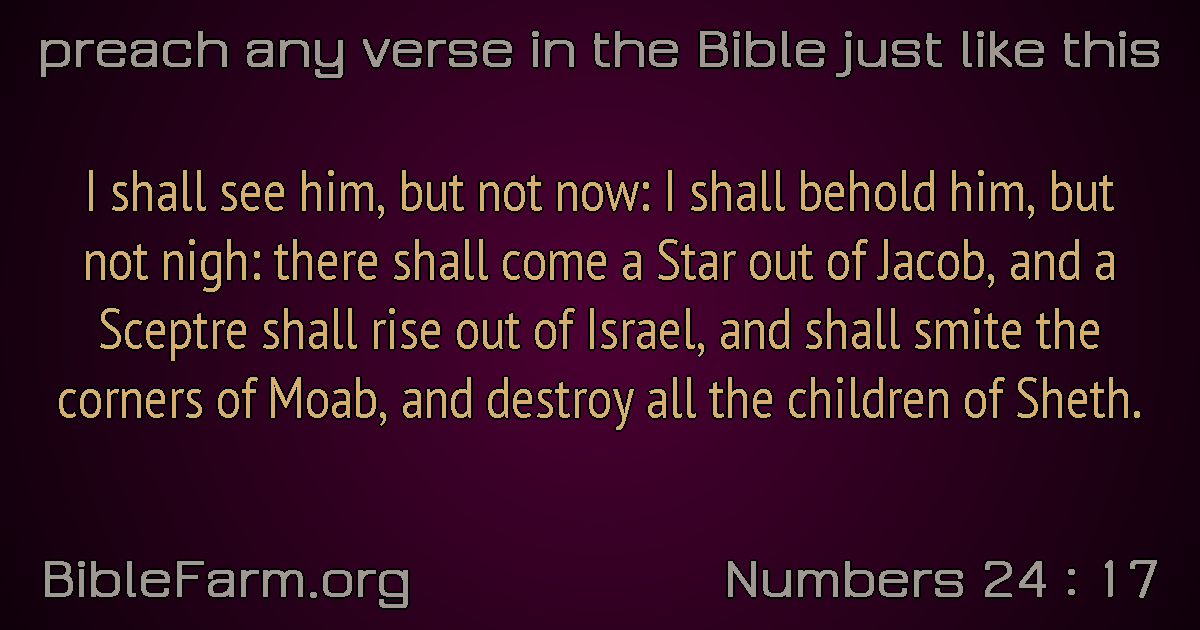 preach any verse in the Bible just like this
I shall see him, but not now: I shall behold him, but
not nigh: there shall come a Star out of Jacob, and a
Sceptre shall rise out of Israel, and shall smite the
corners of Moab, and destroy all the children of Sheth.
BibleFarm.org
Numbers 24 : 17